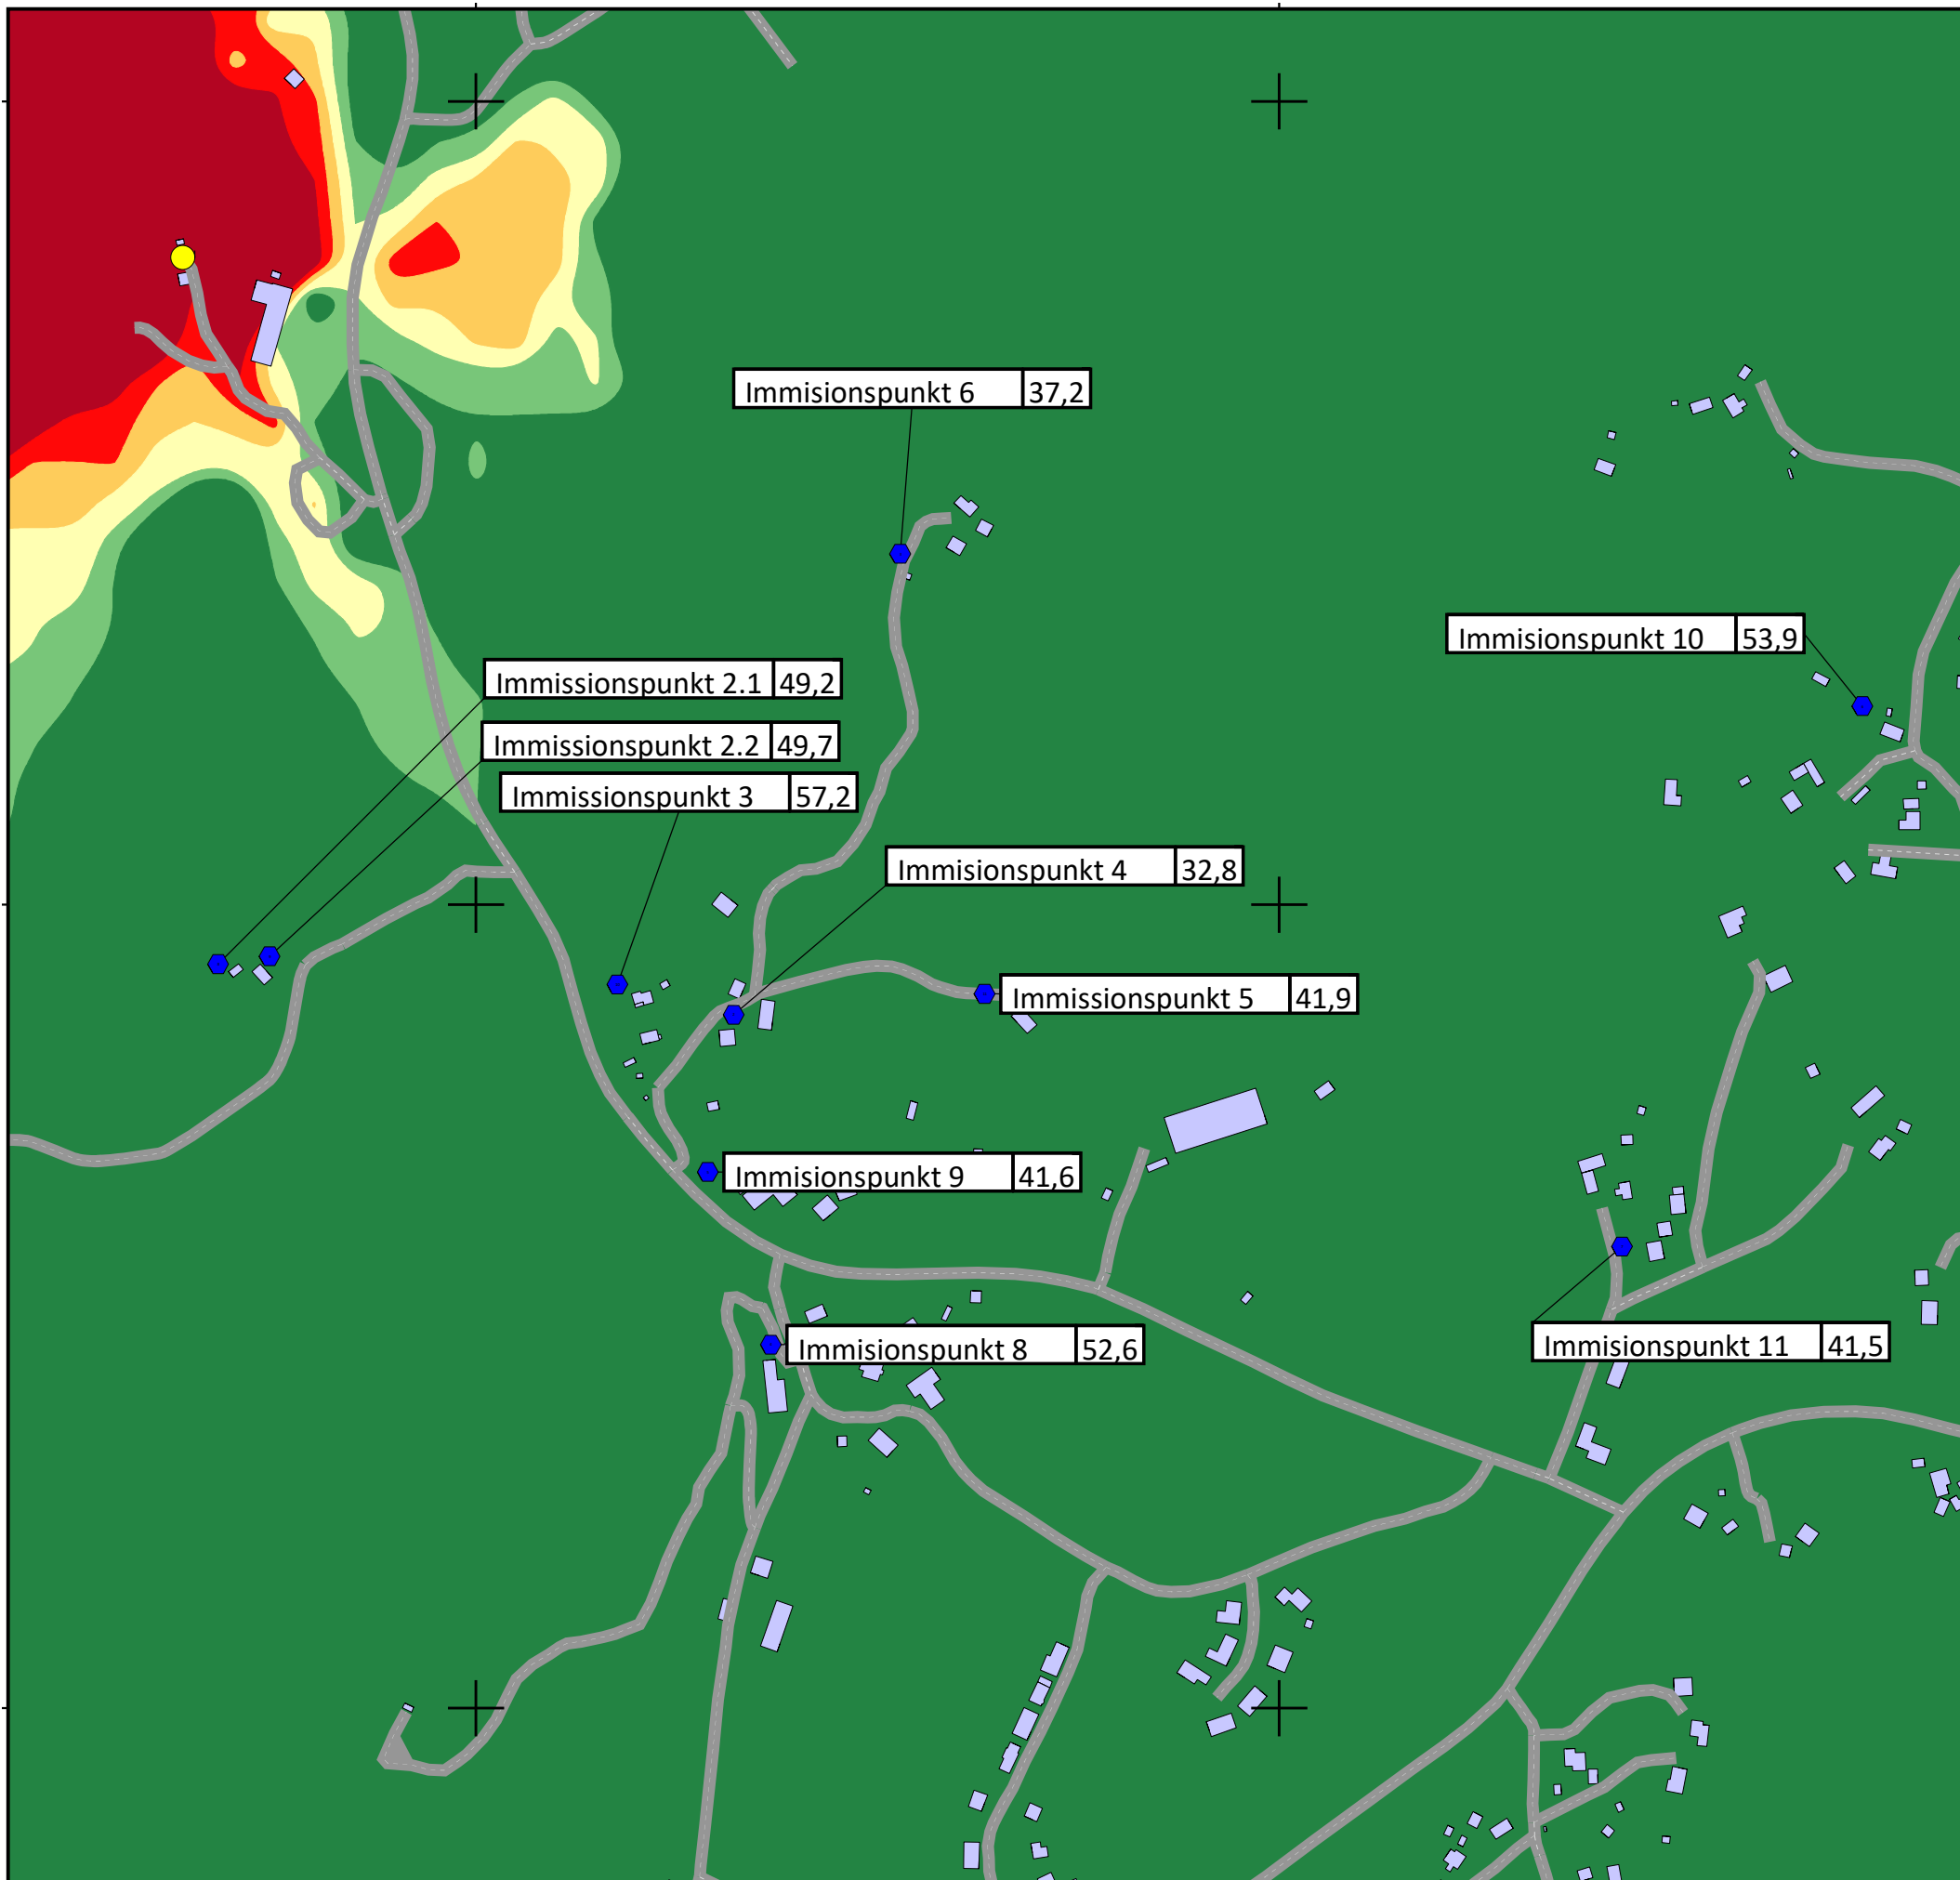 Immisionspunkt 6 37,2
Immisionspunkt 10 53,9
Immissionspunkt 2.1 49,2
Immissionspunkt 2.2 49,7
Immissionspunkt 3 57,2
Immisionspunkt 4 32,8
Immissionspunkt 5 41,9
Immisionspunkt 9 41,6
Immisionspunkt 8 52,6
Immisionspunkt 11 41,5